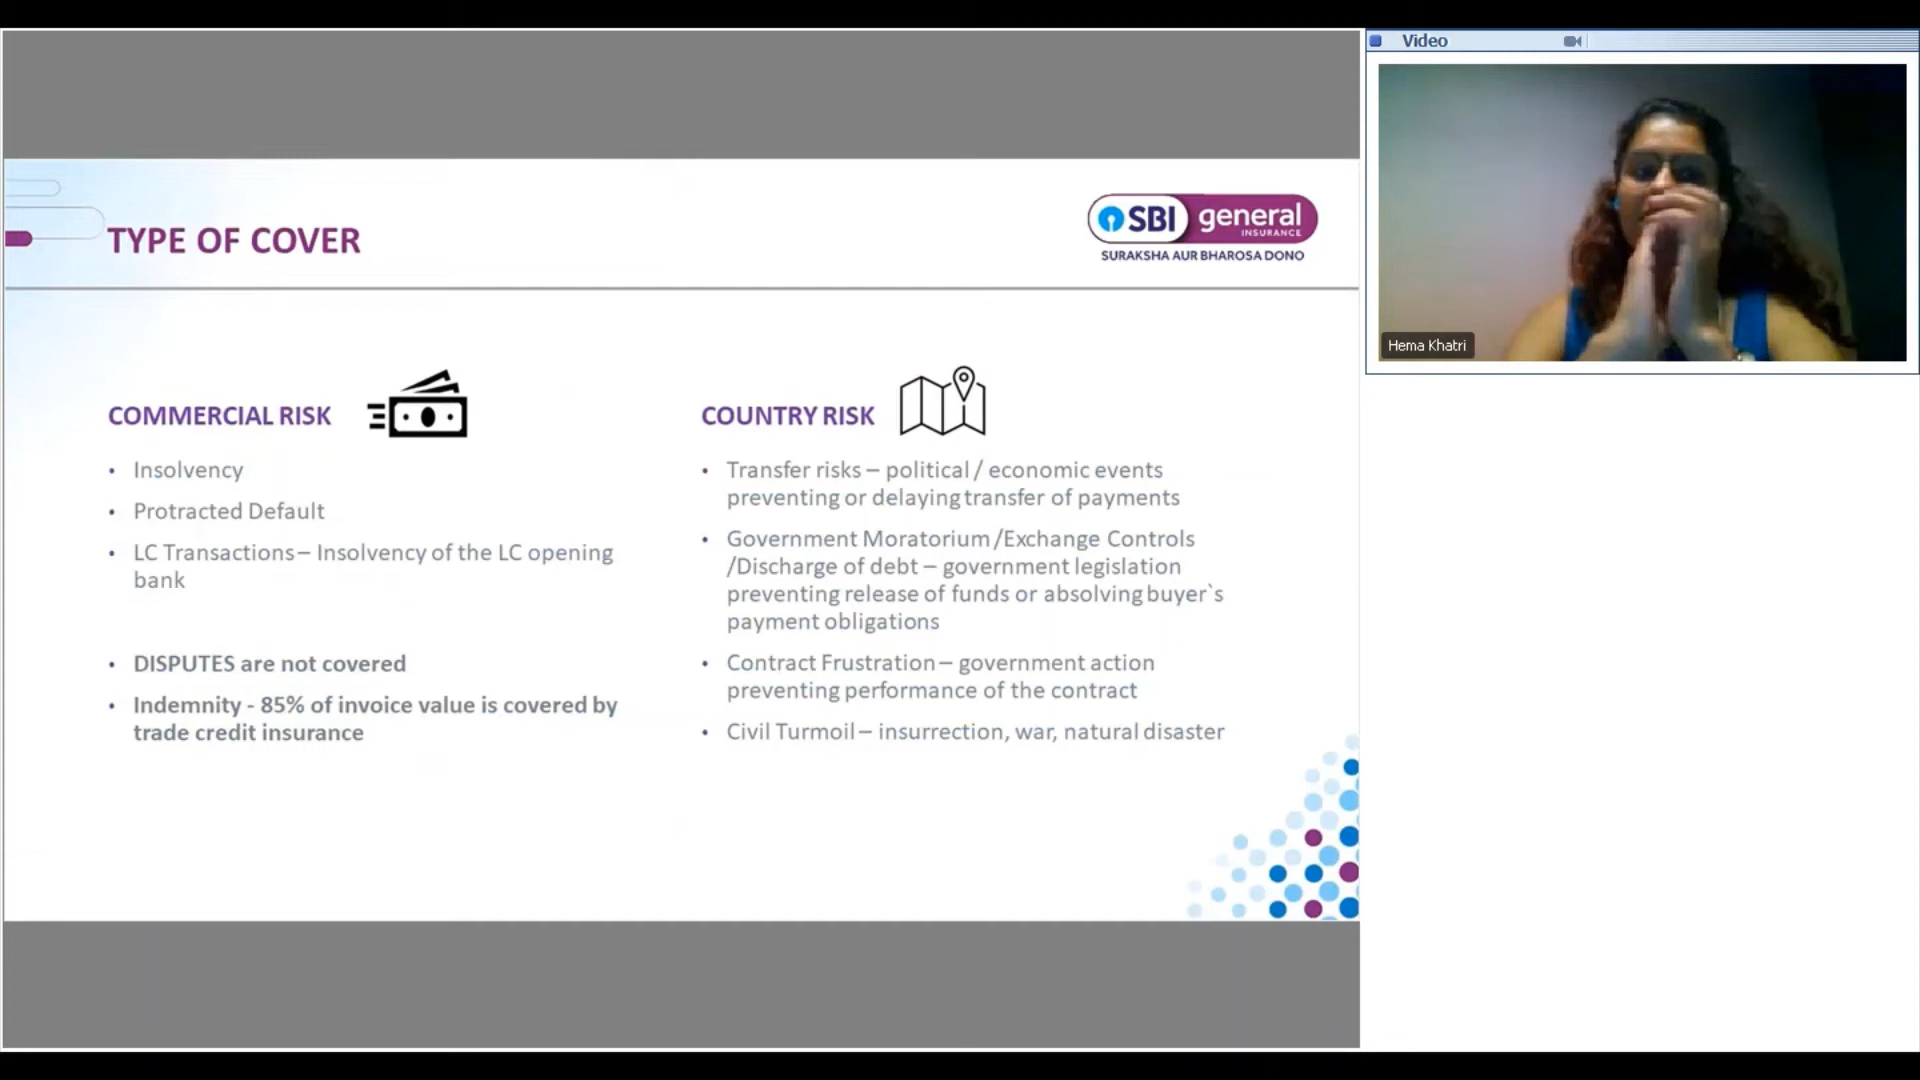 Video
Hema Khatri
TYPE OF COVER
SBI general
INSURANCE
SURAKSHA AUR BHAROSA DONO
COMMERCIAL RISK
• Insolvency
• Protracted Default
• LC Transactions – Insolvency of the LC opening
bank
• DISPUTES are not covered
• Indemnity - 85% of invoice value is covered by
trade credit insurance
COUNTRY RISK
• Transfer risks – political / economic events
preventing or delaying transfer of payments
• Government Moratorium /Exchange Controls
/Discharge of debt – government legislation
preventing release of funds or absolving buyer`s
payment obligations
• Contract Frustration – government action
preventing performance of the contract
• Civil Turmoil – insurrection, war, natural disaster